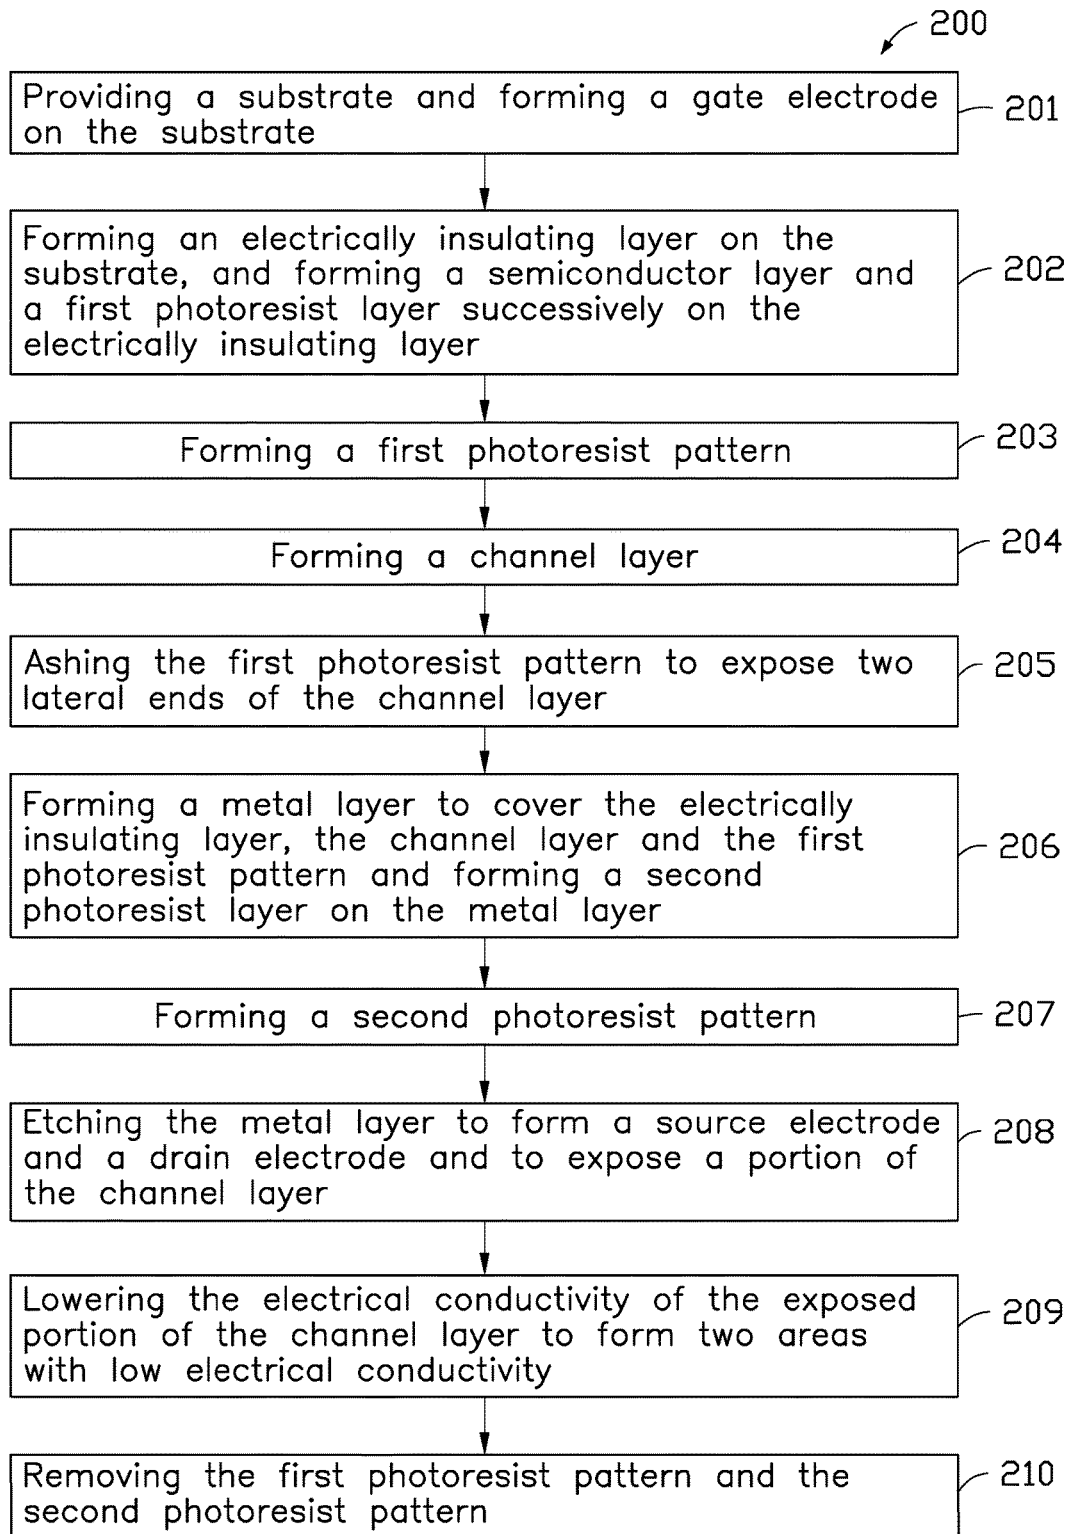 200
Providing a substrate and forming a gate electrode
on the substrate
201
Forming an electrically insulating layer on the
substrate, and forming a semiconductor layer and
a first photoresist layer successively on the
electrically insulating layer
202
Forming a first photoresist pattern
203
Forming a channel layer
204
Ashing the first photoresist pattern to expose two
lateral ends of the channel layer
205
Forming a metal layer to cover the electrically
insulating layer, the channel layer and the first
photoresist pattern and forming a second
photoresist layer on the metal layer
206
Forming a second photoresist pattern
207
Etching the metal layer to form a source electrode
and a drain electrode and to expose a portion of
the channel layer
208
Lowering the electrical conductivity of the exposed
portion of the channel layer to form two areas
with low electrical conductivity
209
Removing the first photoresist pattern and the
second photoresist pattern
210